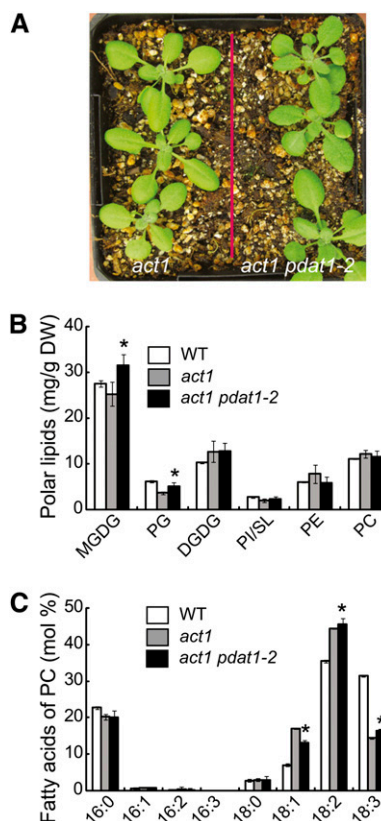 A
act1
act1 pdat1-2
B
Polar lipids (mg/g DW)
40
30
20
10
0
WT
act1
act1 pdat1-2
*
*
MGDG
PG
DGDG
PI/SL
PE
PC
C
Fatty acids of PC (mol %)
50
40
30
20
10
0
WT
act1
act1 pdat1-2
*
*
*
16:0
16:1
16:2
16:3
18:0
18:1
18:2
18:3